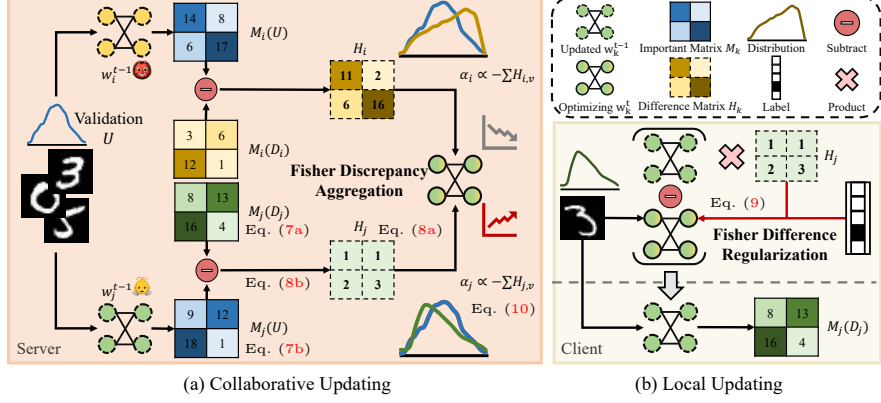 14 8
6 17
M_i(U)
w_i^{t-1}
Validation
U
H_i
11 2
6 16
α_i ∝ −∑H_{i,v}
3 6
12 1
M_i(D_i)
8 13
16 4
M_j(D_j)
Eq. (7a)
Fisher Discrepancy
Aggregation
H_j
Eq. (8a)
1 1
2 3
Eq. (8b)
α_j ∝ −∑H_{j,v}
Eq. (10)
w_j^{t-1}
9 12
18 1
M_j(U)
Eq. (7b)
Server
(a) Collaborative Updating
Updated w_k^{t-1}
Important Matrix M_k
Distribution
Subtract
Optimizing w_k^t
Difference Matrix H_k
Label
Product
1 1
2 3
H_j
Eq. (9)
3
Fisher Difference
Regularization
8 13
16 4
M_j(D_j)
Client
(b) Local Updating